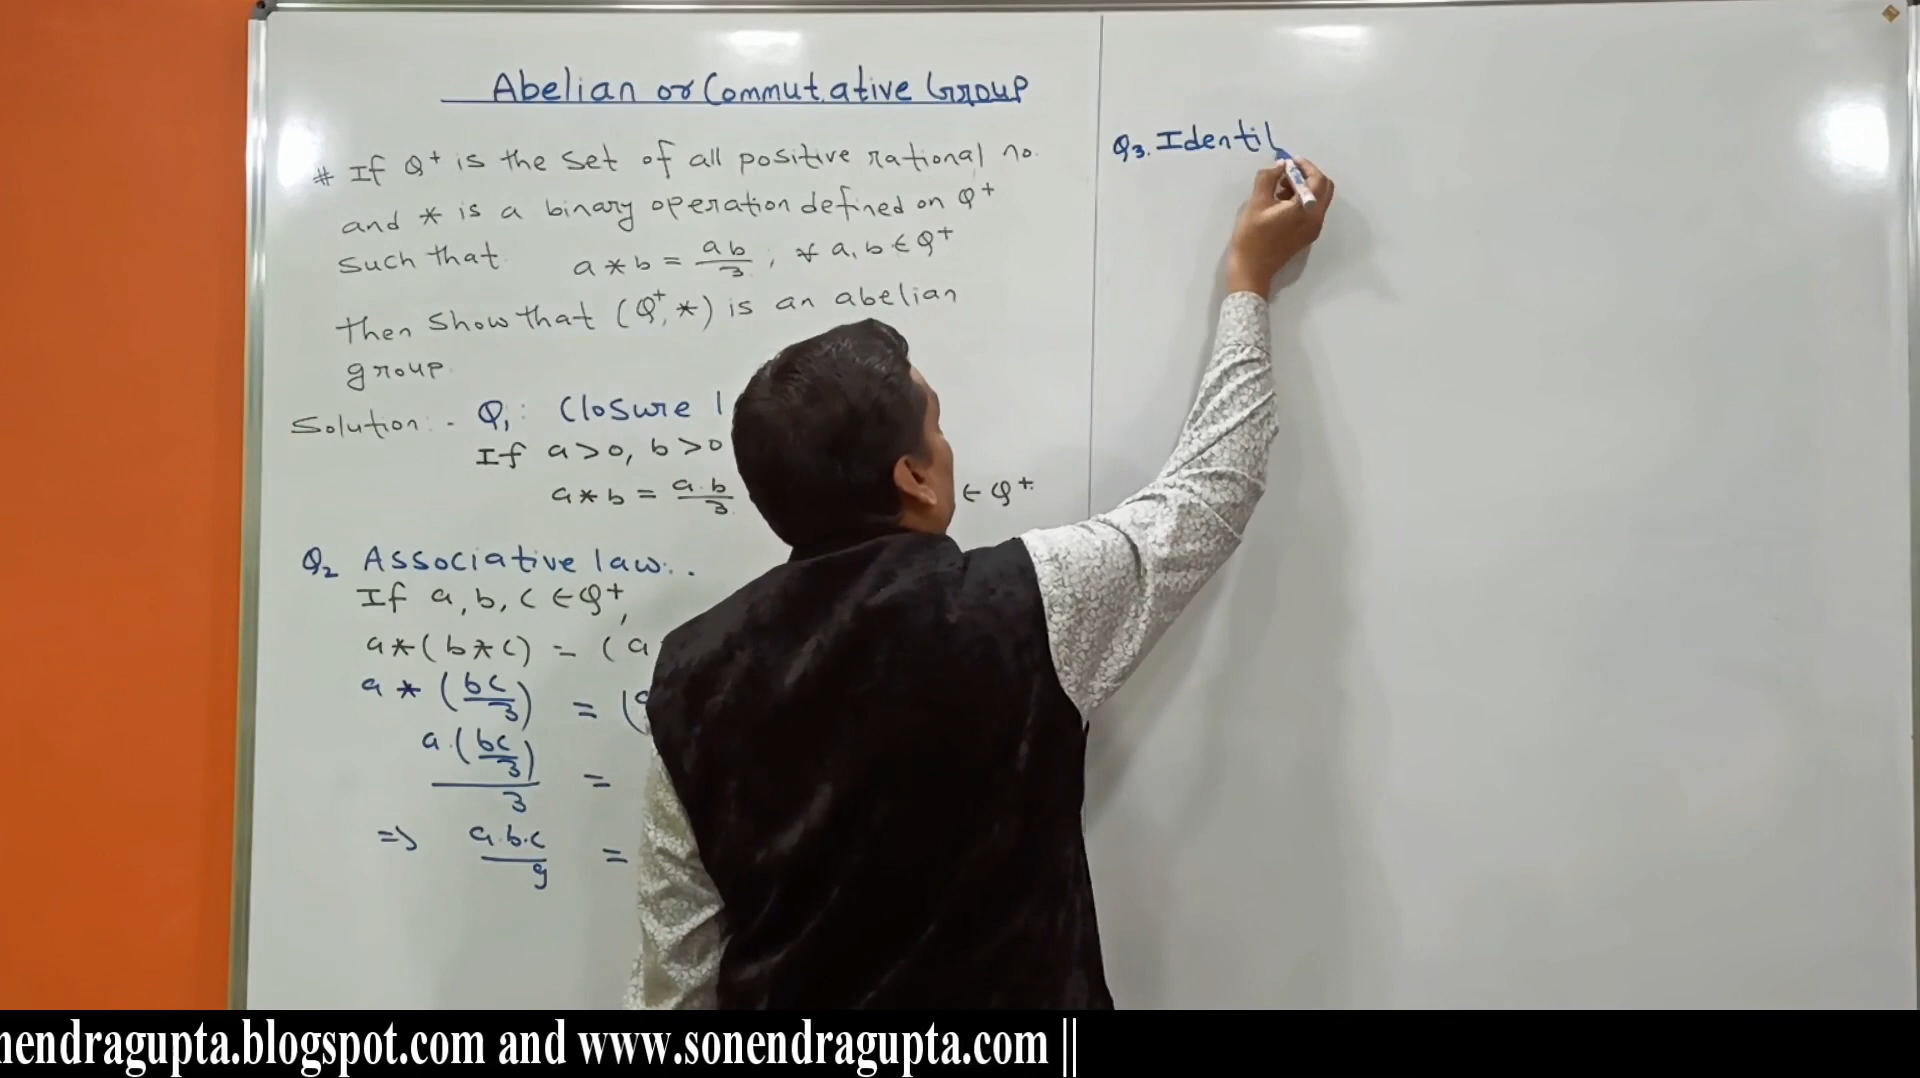 Abelian or Commutative Group
# If Q⁺ is the set of all positive rational no.
and * is a binary operation defined on Q⁺
such that a * b = ab/3, ∀ a, b ∈ Q⁺
then show that (Q⁺, *) is an abelian
group.
Solution:- Q₁: Closure l
If a>0, b>0
a * b = a.b/3 ∈ Q⁺
Q₂ Associative law:.
If a, b, c ∈ Q⁺,
a*(b*c) = (a
a * (bc/3) = (
a.(bc/3)/3 =
=> a.b.c/9 =
Q₃. Identi
nendragupta.blogspot.com and www.sonendragupta.com ||